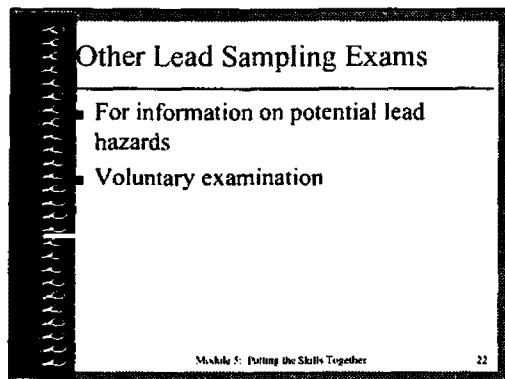 Other Lead Sampling Exams
▪ For information on potential lead
hazards
▪ Voluntary examination
Module 5: Putting the Skills Together 22